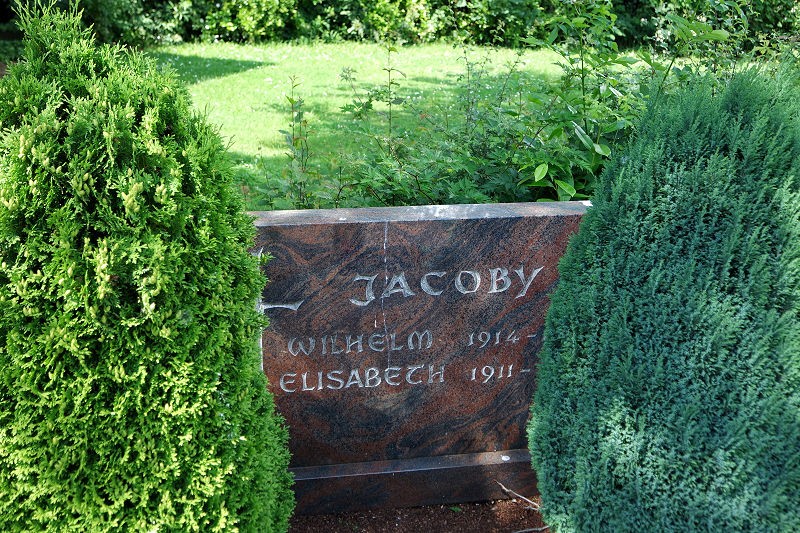 JACOBY
WILHELM 1914-
ELISABETH 1911-